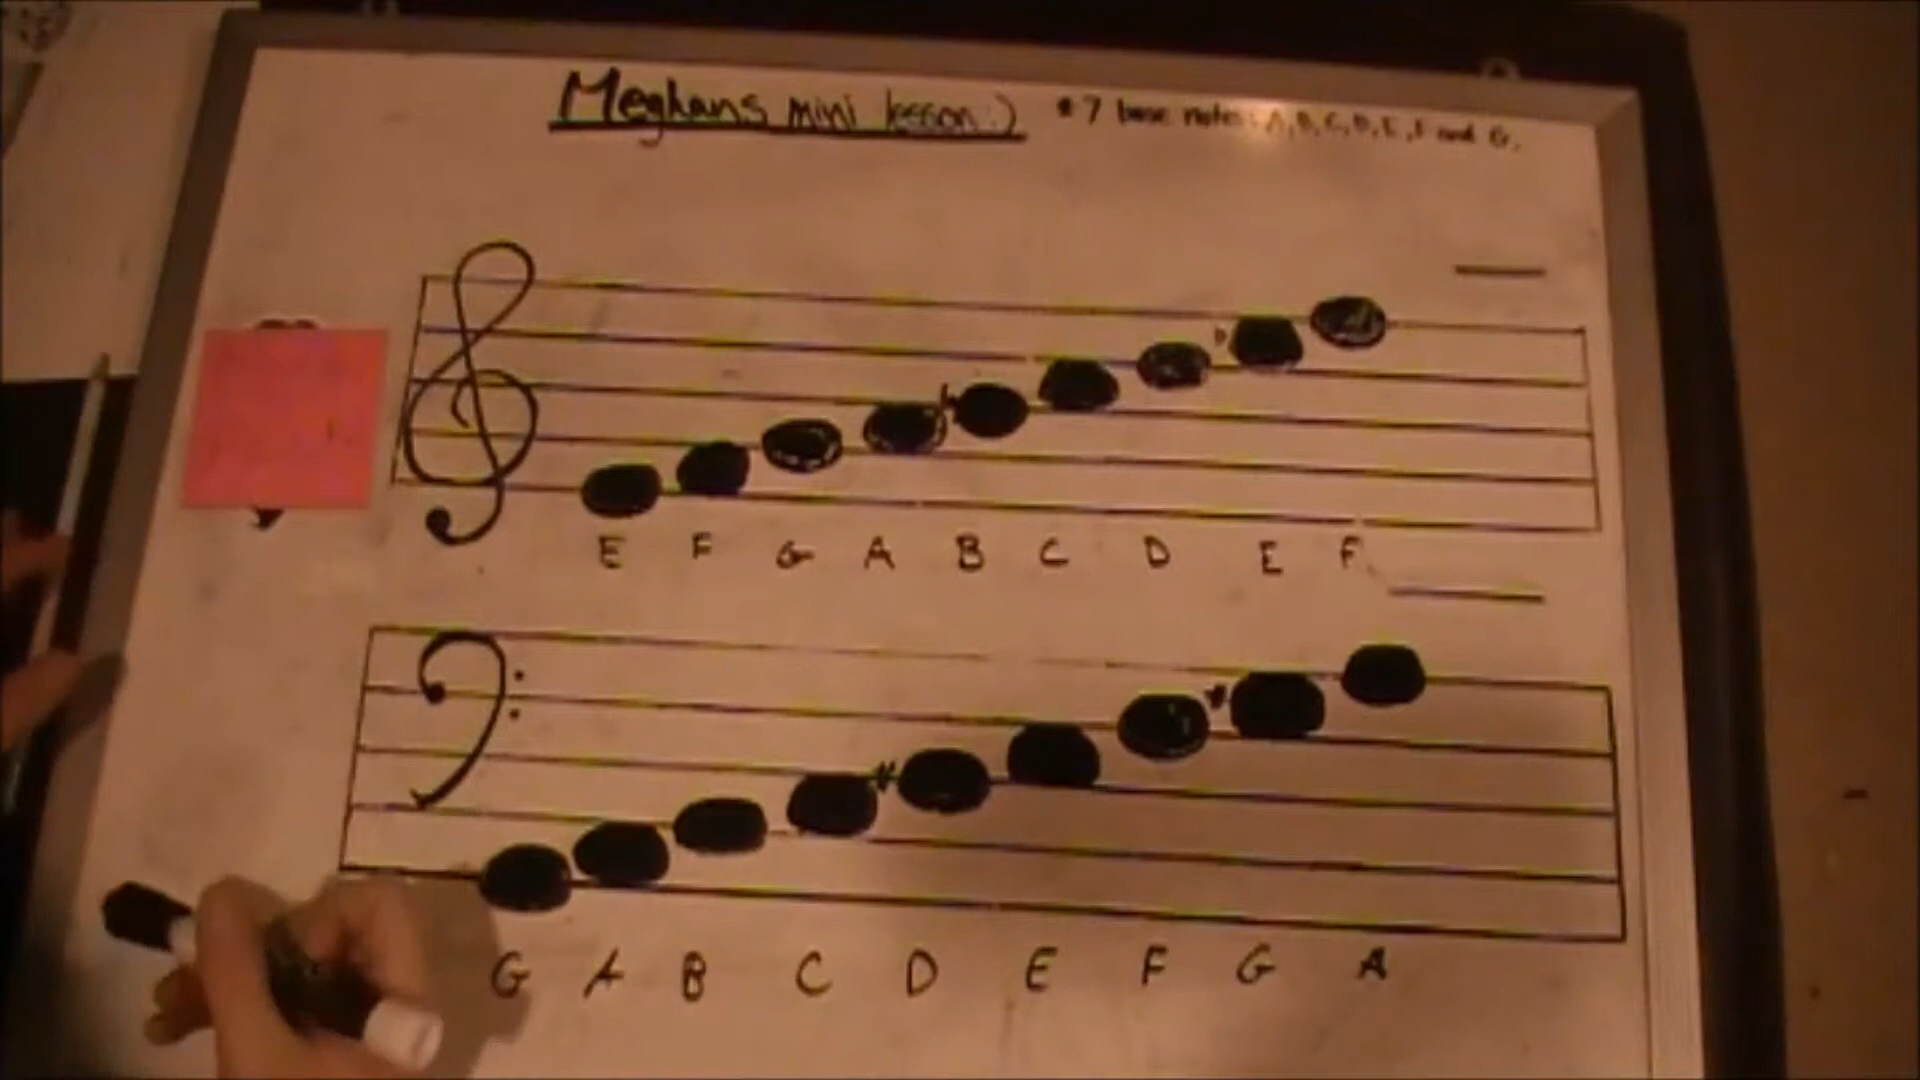 Meghans mini lesson :)
* 7 base notes: A, B, C, D, E, F and G.
E F G A B C D E F
G A B C D E F G A